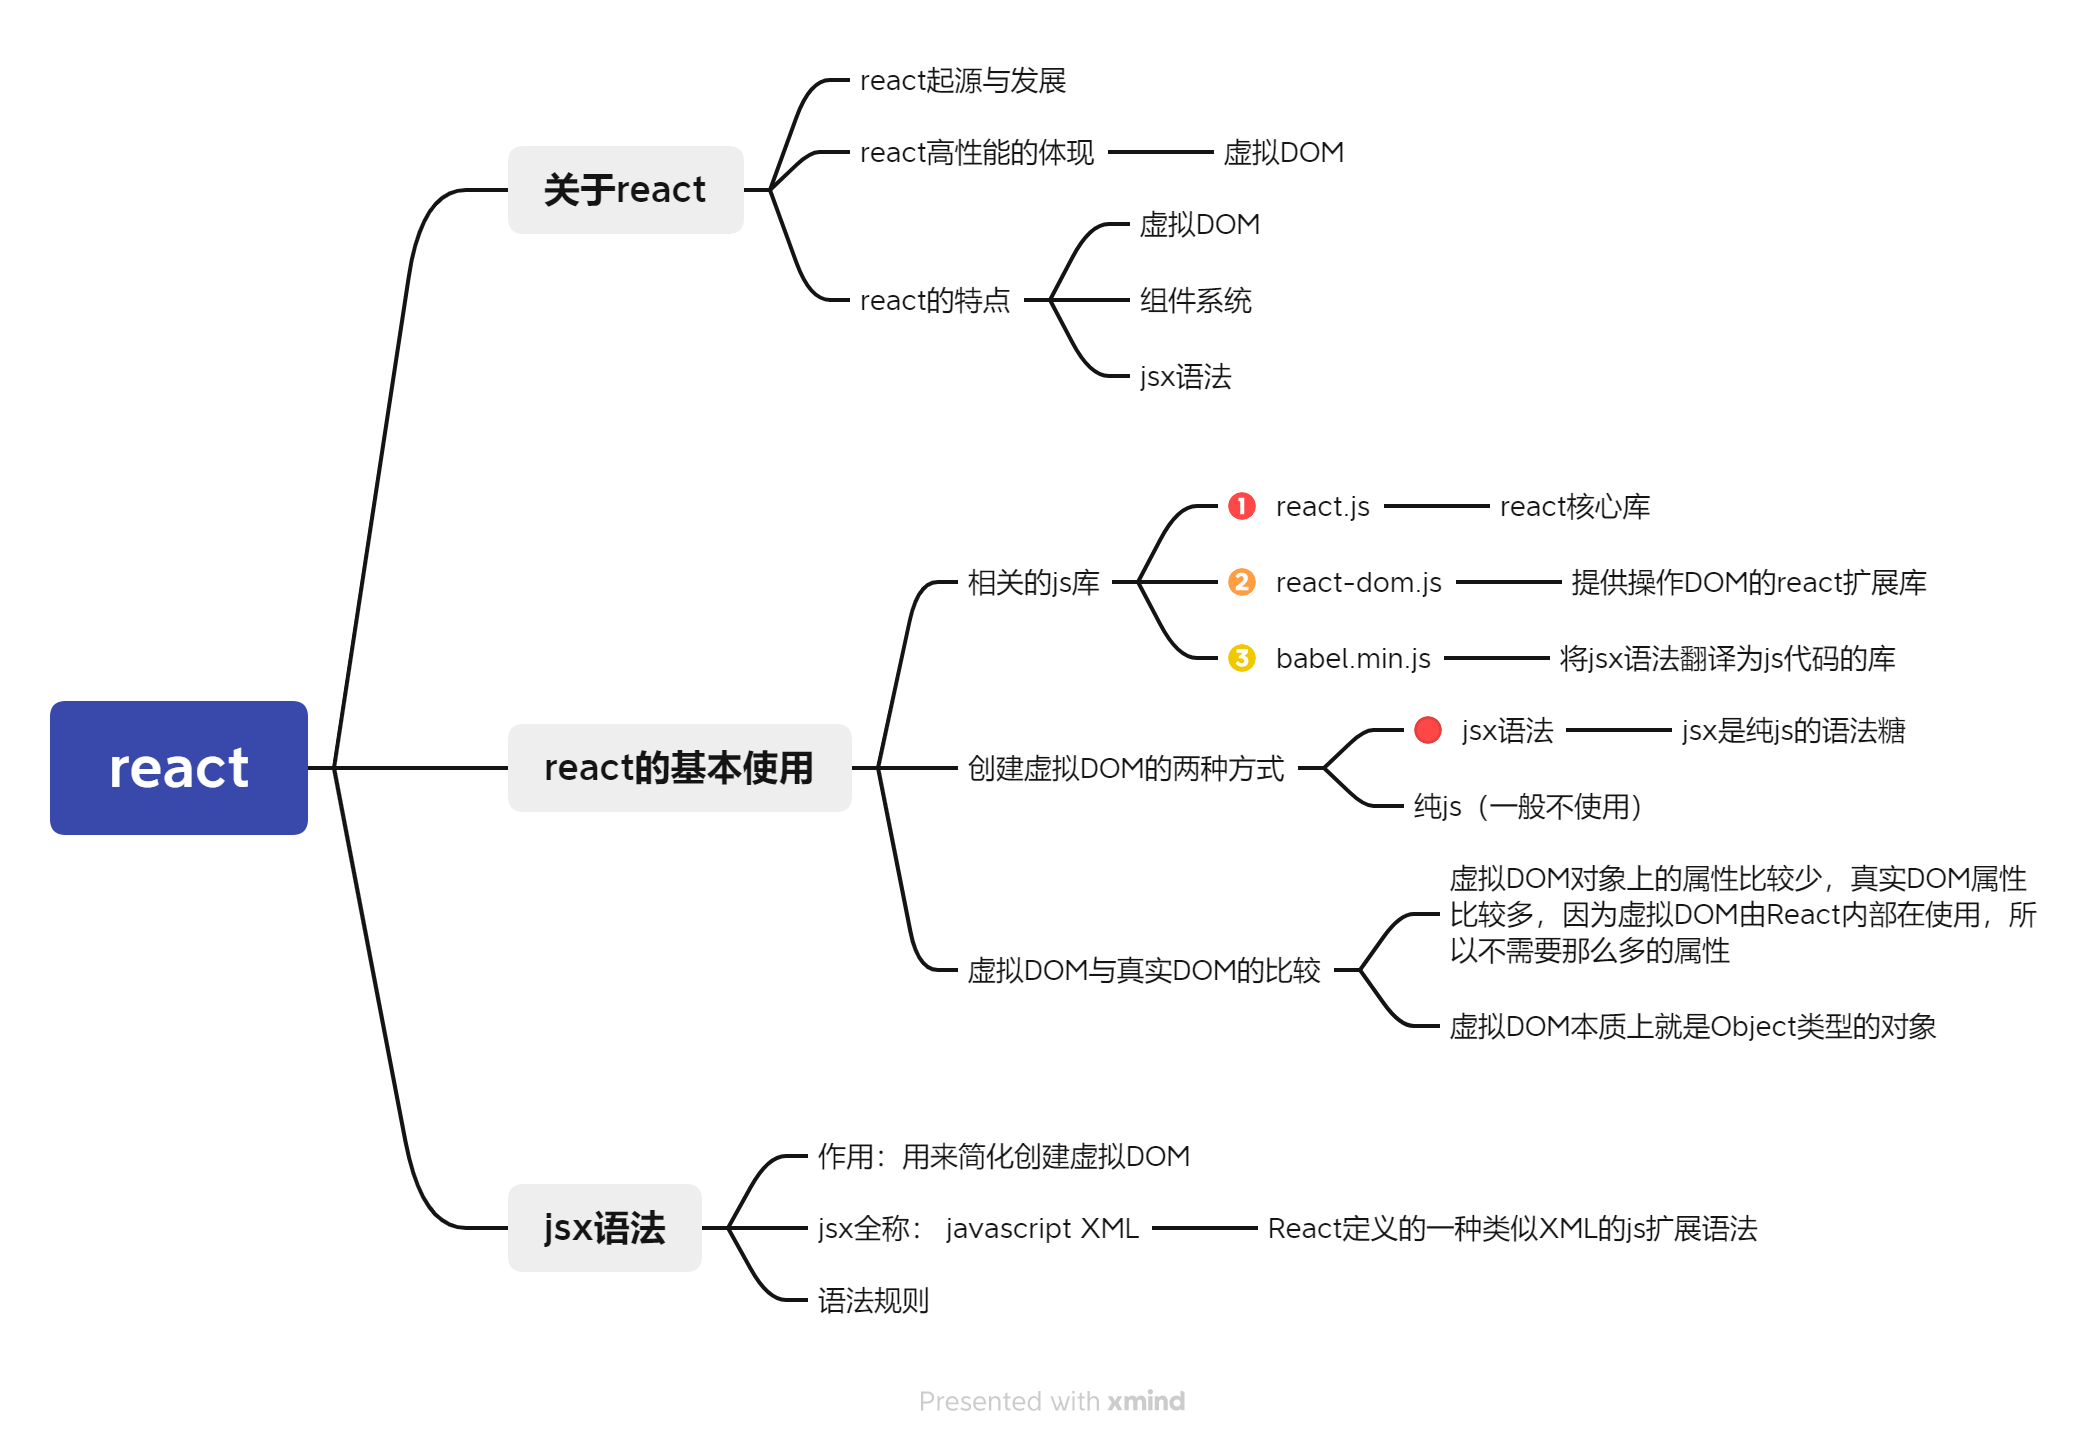 react
关于react
react起源与发展
react高性能的体现
虚拟DOM
react的特点
虚拟DOM
组件系统
jsx语法
react的基本使用
相关的js库
1 react.js
react核心库
2 react-dom.js
提供操作DOM的react扩展库
3 babel.min.js
将jsx语法翻译为js代码的库
创建虚拟DOM的两种方式
jsx语法
jsx是纯js的语法糖
纯js（一般不使用）
虚拟DOM与真实DOM的比较
虚拟DOM对象上的属性比较少，真实DOM属性
比较多，因为虚拟DOM由React内部在使用，所
以不需要那么多的属性
虚拟DOM本质上就是Object类型的对象
jsx语法
作用：用来简化创建虚拟DOM
jsx全称： javascript XML
React定义的一种类似XML的js扩展语法
语法规则
Presented with xmind